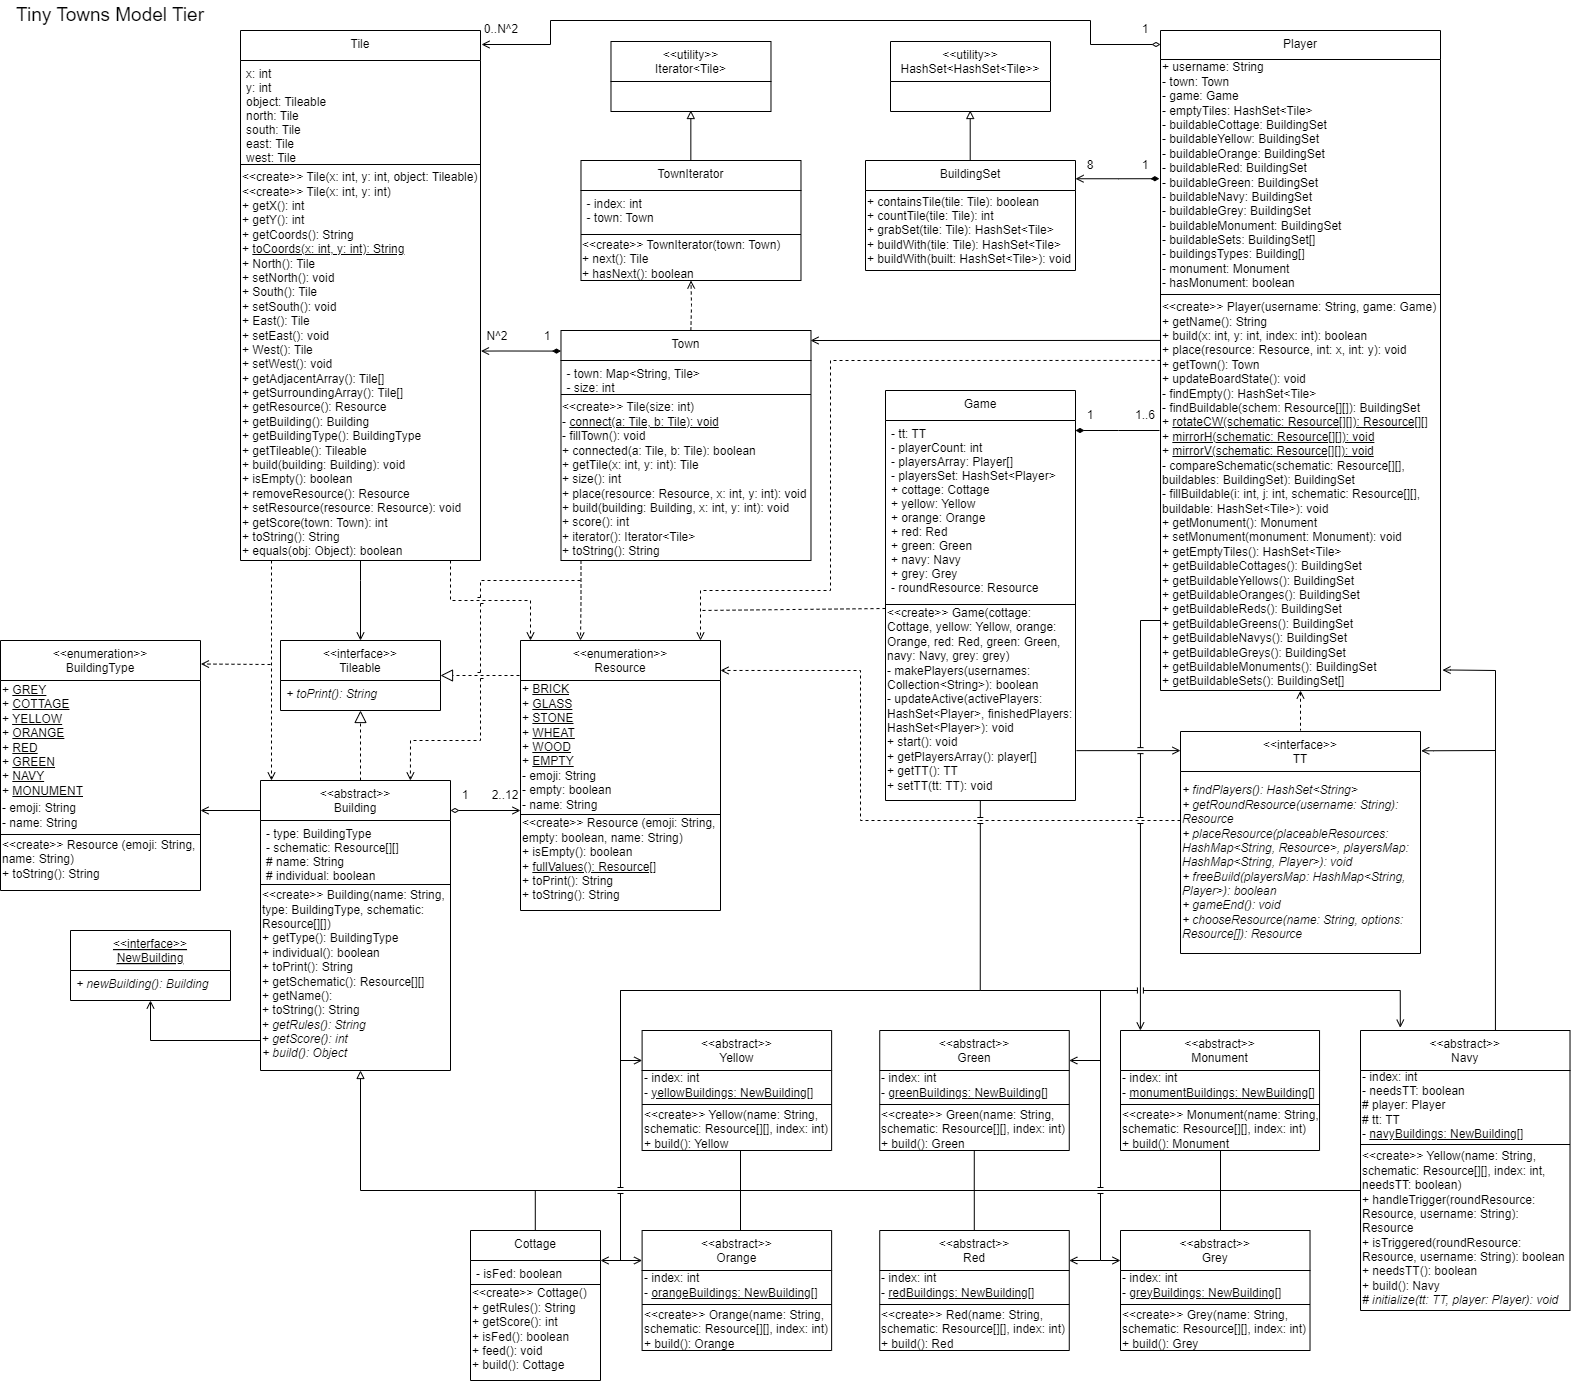 Tiny Towns Model Tier
0..N^2
1
Tile
x: int
y: int
object: Tileable
north: Tile
south: Tile
east: Tile
west: Tile
<<create>> Tile(x: int, y: int, object: Tileable)
<<create>> Tile(x: int, y: int)
+ getX(): int
+ getY(): int
+ getCoords(): String
+ toCoords(x: int, y: int): String
+ North(): Tile
+ setNorth(): void
+ South(): Tile
+ setSouth(): void
+ East(): Tile
+ setEast(): void
+ West(): Tile
+ setWest(): void
+ getAdjacentArray(): Tile[]
+ getSurroundingArray(): Tile[]
+ getResource(): Resource
+ getBuilding(): Building
+ getBuildingType(): BuildingType
+ getTileable(): Tileable
+ build(building: Building): void
+ isEmpty(): boolean
+ removeResource(): Resource
+ setResource(resource: Resource): void
+ getScore(town: Town): int
+ toString(): String
+ equals(obj: Object): boolean
<<utility>>
Iterator<Tile>
<<utility>>
HashSet<HashSet<Tile>>
TownIterator
- index: int
- town: Town
<<create>> TownIterator(town: Town)
+ next(): Tile
+ hasNext(): boolean
BuildingSet
+ containsTile(tile: Tile): boolean
+ countTile(tile: Tile): int
+ grabSet(tile: Tile): HashSet<Tile>
+ buildWith(tile: Tile): HashSet<Tile>
+ buildWith(built: HashSet<Tile>): void
8
1
Player
+ username: String
- town: Town
- game: Game
- emptyTiles: HashSet<Tile>
- buildableCottage: BuildingSet
- buildableYellow: BuildingSet
- buildableOrange: BuildingSet
- buildableRed: BuildingSet
- buildableGreen: BuildingSet
- buildableNavy: BuildingSet
- buildableGrey: BuildingSet
- buildableMonument: BuildingSet
- buildableSets: BuildingSet[]
- buildingsTypes: Building[]
- monument: Monument
- hasMonument: boolean
<<create>> Player(username: String, game: Game)
+ getName(): String
+ build(x: int, y: int, index: int): boolean
+ place(resource: Resource, int: x, int: y): void
+ getTown(): Town
+ updateBoardState(): void
- findEmpty(): HashSet<Tile>
- findBuildable(schem: Resource[][]): BuildingSet
+ rotateCW(schematic: Resource[][]): Resource[][]
+ mirrorH(schematic: Resource[][]): void
+ mirrorV(schematic: Resource[][]): void
- compareSchematic(schematic: Resource[][],
buildables: BuildingSet): BuildingSet
- fillBuildable(i: int, j: int, schematic: Resource[][],
buildable: HashSet<Tile>): void
+ getMonument(): Monument
+ setMonument(monument: Monument): void
+ getEmptyTiles(): HashSet<Tile>
+ getBuildableCottages(): BuildingSet
+ getBuildableYellows(): BuildingSet
+ getBuildableOranges(): BuildingSet
+ getBuildableReds(): BuildingSet
+ getBuildableGreens(): BuildingSet
+ getBuildableNavys(): BuildingSet
+ getBuildableGreys(): BuildingSet
+ getBuildableMonuments(): BuildingSet
+ getBuildableSets(): BuildingSet[]
N^2
1
Town
- town: Map<String, Tile>
- size: int
<<create>> Tile(size: int)
- connect(a: Tile, b: Tile): void
- fillTown(): void
+ connected(a: Tile, b: Tile): boolean
+ getTile(x: int, y: int): Tile
+ size(): int
+ place(resource: Resource, x: int, y: int): void
+ build(building: Building, x: int, y: int): void
+ score(): int
+ iterator(): Iterator<Tile>
+ toString(): String
Game
- tt: TT
- playerCount: int
- playersArray: Player[]
- playersSet: HashSet<Player>
+ cottage: Cottage
+ yellow: Yellow
+ orange: Orange
+ red: Red
+ green: Green
+ navy: Navy
+ grey: Grey
- roundResource: Resource
<<create>> Game(cottage:
Cottage, yellow: Yellow, orange:
Orange, red: Red, green: Green,
navy: Navy, grey: grey)
- makePlayers(usernames:
Collection<String>): boolean
- updateActive(activePlayers:
HashSet<Player>, finishedPlayers:
HashSet<Player>): void
+ start(): void
+ getPlayersArray(): player[]
+ getTT(): TT
+ setTT(tt: TT): void
1
1..6
<<enumeration>>
BuildingType
+ GREY
+ COTTAGE
+ YELLOW
+ ORANGE
+ RED
+ GREEN
+ NAVY
+ MONUMENT
- emoji: String
- name: String
<<create>> Resource (emoji: String,
name: String)
+ toString(): String
<<interface>>
Tileable
+ toPrint(): String
<<enumeration>>
Resource
+ BRICK
+ GLASS
+ STONE
+ WHEAT
+ WOOD
+ EMPTY
- emoji: String
- empty: boolean
- name: String
<<create>> Resource (emoji: String,
empty: boolean, name: String)
+ isEmpty(): boolean
+ fullValues(): Resource[]
+ toPrint(): String
+ toString(): String
<<interface>>
TT
+ findPlayers(): HashSet<String>
+ getRoundResource(username: String):
Resource
+ placeResource(placeableResources:
HashMap<String, Resource>, playersMap:
HashMap<String, Player>): void
+ freeBuild(playersMap: HashMap<String,
Player>): boolean
+ gameEnd(): void
+ chooseResource(name: String, options:
Resource[]): Resource
<<abstract>>
Building
- type: BuildingType
- schematic: Resource[][]
# name: String
# individual: boolean
<<create>> Building(name: String,
type: BuildingType, schematic:
Resource[][])
+ getType(): BuildingType
+ individual(): boolean
+ toPrint(): String
+ getSchematic(): Resource[][]
+ getName():
+ toString(): String
+ getRules(): String
+ getScore(): int
+ build(): Object
1
2..12
<<interface>>
NewBuilding
+ newBuilding(): Building
<<abstract>>
Yellow
- index: int
- yellowBuildings: NewBuilding[]
<<create>> Yellow(name: String,
schematic: Resource[][], index: int)
+ build(): Yellow
<<abstract>>
Green
- index: int
- greenBuildings: NewBuilding[]
<<create>> Green(name: String,
schematic: Resource[][], index: int)
+ build(): Green
<<abstract>>
Monument
- index: int
- monumentBuildings: NewBuilding[]
<<create>> Monument(name: String,
schematic: Resource[][], index: int)
+ build(): Monument
<<abstract>>
Navy
- index: int
- needsTT: boolean
# player: Player
# tt: TT
- navyBuildings: NewBuilding[]
<<create>> Yellow(name: String,
schematic: Resource[][], index: int,
needsTT: boolean)
+ handleTrigger(roundResource:
Resource, username: String):
Resource
+ isTriggered(roundResource:
Resource, username: String): boolean
+ needsTT(): boolean
+ build(): Navy
# initialize(tt: TT, player: Player): void
Cottage
- isFed: boolean
<<create>> Cottage()
+ getRules(): String
+ getScore(): int
+ isFed(): boolean
+ feed(): void
+ build(): Cottage
<<abstract>>
Orange
- index: int
- orangeBuildings: NewBuilding[]
<<create>> Orange(name: String,
schematic: Resource[][], index: int)
+ build(): Orange
<<abstract>>
Red
- index: int
- redBuildings: NewBuilding[]
<<create>> Red(name: String,
schematic: Resource[][], index: int)
+ build(): Red
<<abstract>>
Grey
- index: int
- greyBuildings: NewBuilding[]
<<create>> Grey(name: String,
schematic: Resource[][], index: int)
+ build(): Grey